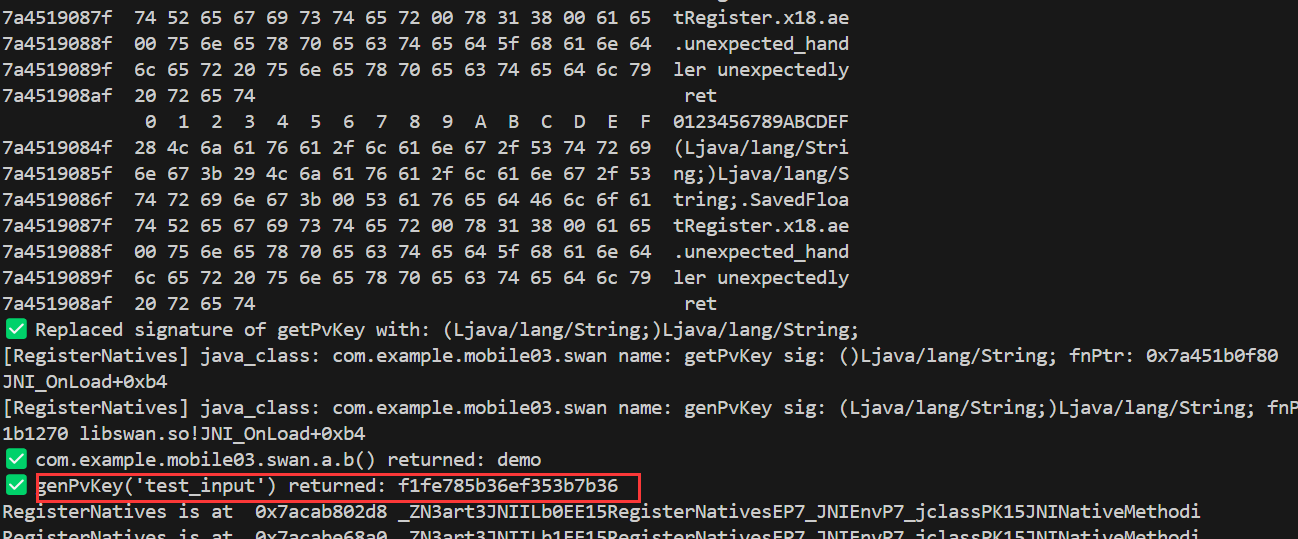 7a4519087f  74 52 65 67 69 73 74 65 72 00 78 31 38 00 61 65  tRegister.x18.ae
7a4519088f  00 75 6e 65 78 70 65 63 74 65 64 5f 68 61 6e 64  .unexpected_hand
7a4519089f  6c 65 72 20 75 6e 65 78 70 65 63 74 65 64 6c 79  ler unexpectedly
7a451908af  20 72 65 74  ret
0  1  2  3  4  5  6  7  8  9  A  B  C  D  E  F  0123456789ABCDEF
7a4519084f  28 4c 6a 61 76 61 2f 6c 61 6e 67 2f 53 74 72 69  (Ljava/lang/Stri
7a4519085f  6e 67 3b 29 4c 6a 61 76 61 2f 6c 61 6e 67 2f 53  ng;)Ljava/lang/S
7a4519086f  74 72 69 6e 67 3b 00 53 61 76 65 64 46 6c 6f 61  tring;.SavedFloa
7a4519087f  74 52 65 67 69 73 74 65 72 00 78 31 38 00 61 65  tRegister.x18.ae
7a4519088f  00 75 6e 65 78 70 65 63 74 65 64 5f 68 61 6e 64  .unexpected_hand
7a4519089f  6c 65 72 20 75 6e 65 78 70 65 63 74 65 64 6c 79  ler unexpectedly
7a451908af  20 72 65 74  ret
✅ Replaced signature of getPvKey with: (Ljava/lang/String;)Ljava/lang/String;
[RegisterNatives] java_class: com.example.mobile03.swan name: getPvKey sig: ()Ljava/lang/String; fnPtr: 0x7a451b0f80
JNI_OnLoad+0xb4
[RegisterNatives] java_class: com.example.mobile03.swan name: genPvKey sig: (Ljava/lang/String;)Ljava/lang/String; fnP
1b1270 libswan.so!JNI_OnLoad+0xb4
✅ com.example.mobile03.swan.a.b() returned: demo
✅ genPvKey('test_input') returned: f1fe785b36ef353b7b36
RegisterNatives is at  0x7acab802d8 _ZN3art3JNIILb0EE15RegisterNativesEP7_JNIEnvP7_jclassPK15JNINativeMethodi
RegisterNatives is at  0x7acabe68a0 _ZN3art3JNIILb1EE15RegisterNativesEP7_JNIEnvP7_jclassPK15JNINativeMethodi